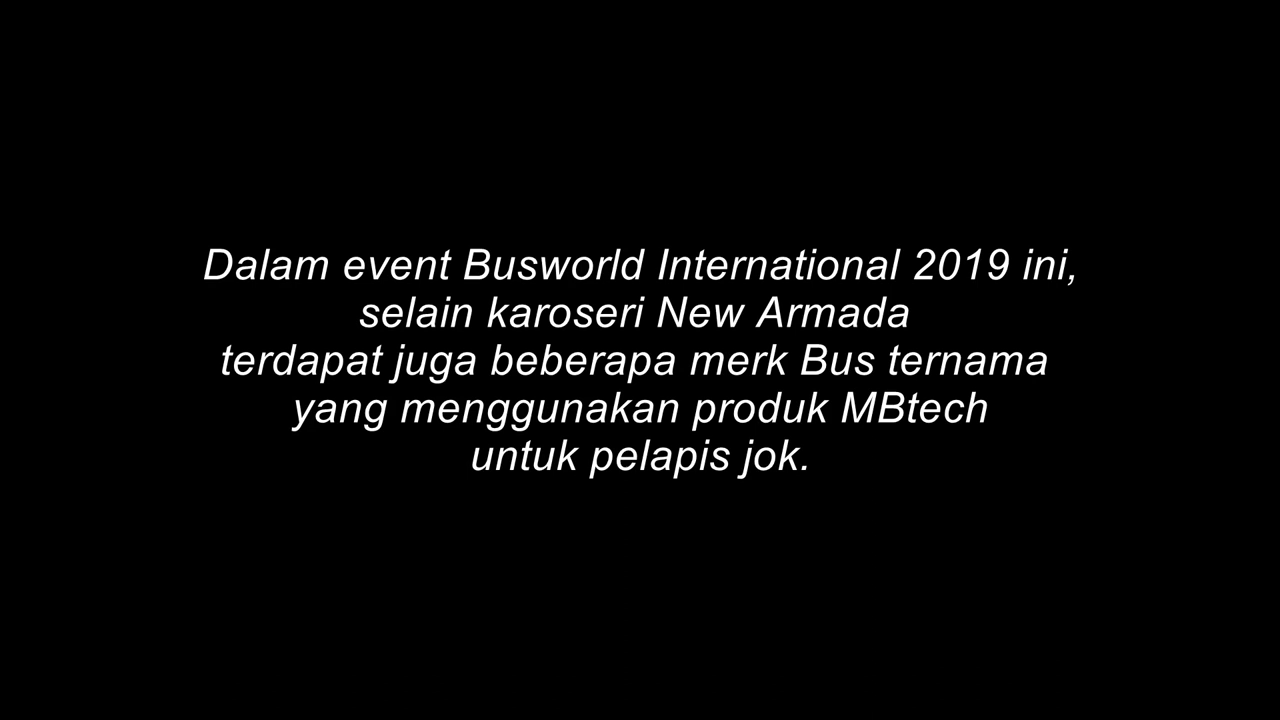 Dalam event Busworld International 2019 ini,
selain karoseri New Armada
terdapat juga beberapa merk Bus ternama
yang menggunakan produk MBtech
untuk pelapis jok.